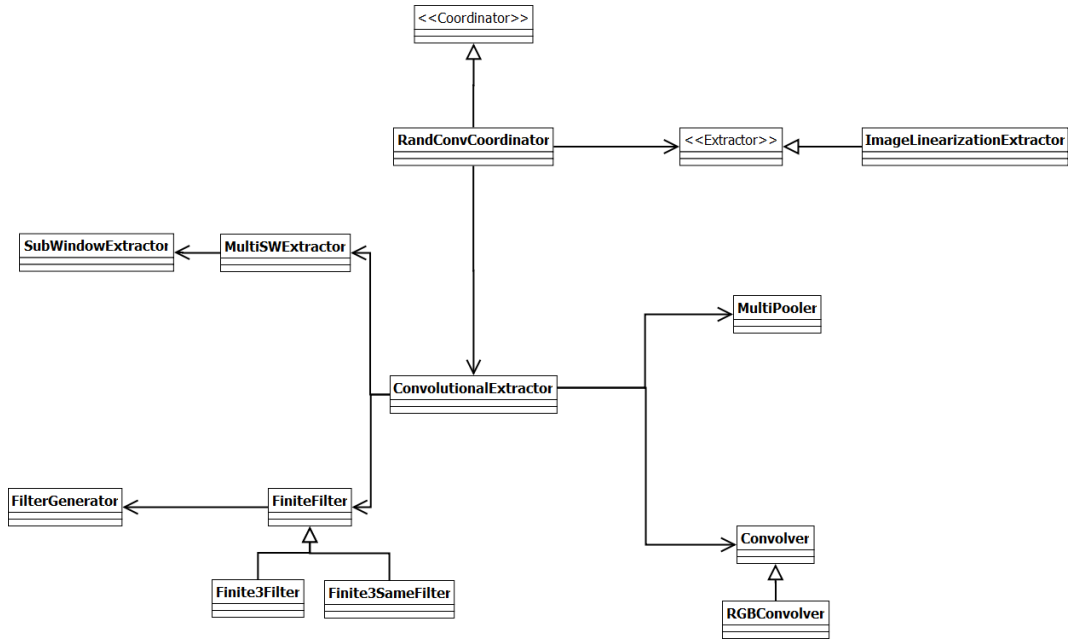 <<Coordinator>>
RandConvCoordinator
<<Extractor>>
ImageLinearizationExtractor
SubWindowExtractor
MultiSWExtractor
MultiPooler
ConvolutionalExtractor
FilterGenerator
FiniteFilter
Convolver
Finite3Filter
Finite3SameFilter
RGBConvolver